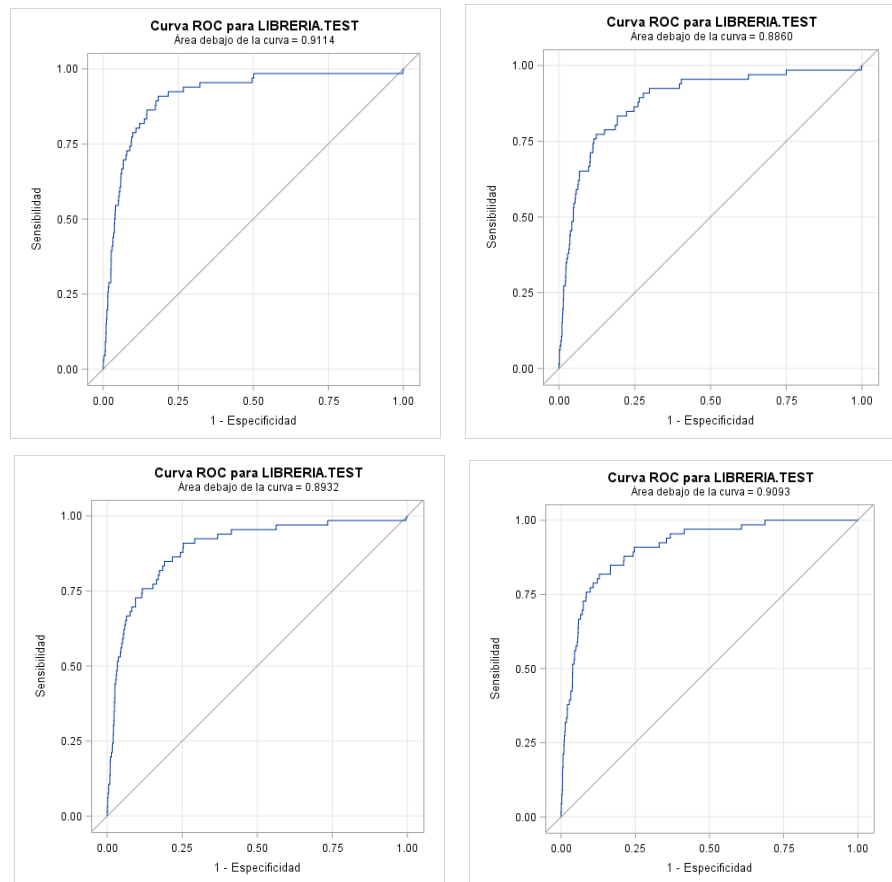 Curva ROC para LIBRERIA.TEST
Área debajo de la curva = 0.9114
1.00
0.75
0.50
0.25
0.00
Sensibilidad
0.00 0.25 0.50 0.75 1.00
1 - Especificidad
Curva ROC para LIBRERIA.TEST
Área debajo de la curva = 0.8860
1.00
0.75
0.50
0.25
0.00
Sensibilidad
0.00 0.25 0.50 0.75 1.00
1 - Especificidad
Curva ROC para LIBRERIA.TEST
Área debajo de la curva = 0.8932
1.00
0.75
0.50
0.25
0.00
Sensibilidad
0.00 0.25 0.50 0.75 1.00
1 - Especificidad
Curva ROC para LIBRERIA.TEST
Área debajo de la curva = 0.9093
1.00
0.75
0.50
0.25
0.00
Sensibilidad
0.00 0.25 0.50 0.75 1.00
1 - Especificidad